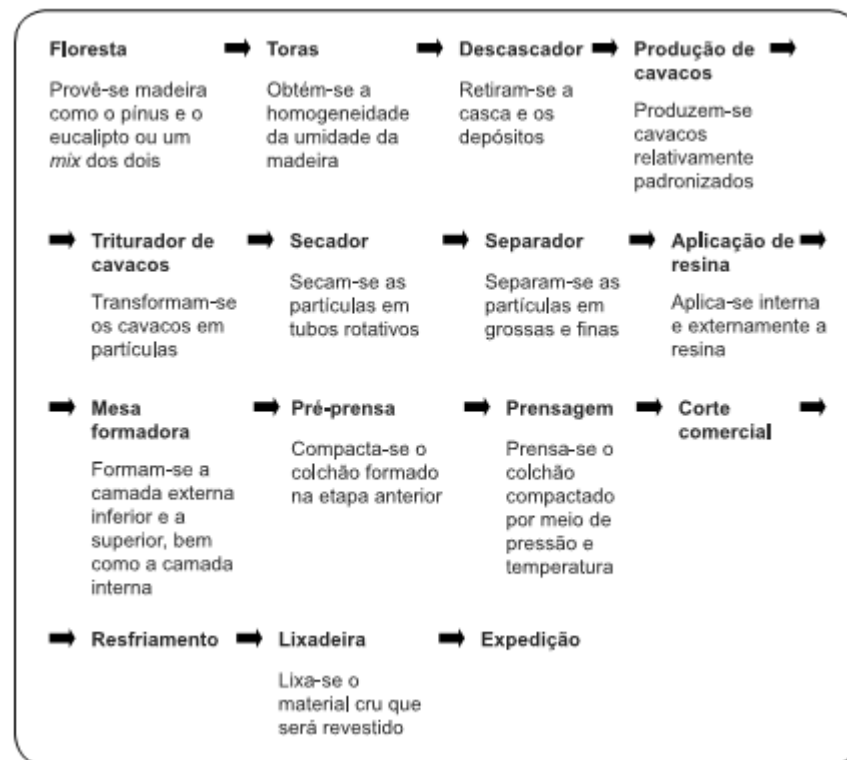 Floresta
Provê-se madeira
como o pínus e o
eucalipto ou um
mix dos dois
Toras
Obtém-se a
homogeneidade
da umidade da
madeira
Descascador
Retiram-se a
casca e os
depósitos
Produção de
cavacos
Produzem-se
cavacos
relativamente
padronizados
Triturador de
cavacos
Transformam-se
os cavacos em
partículas
Secador
Secam-se as
partículas em
tubos rotativos
Separador
Separam-se as
partículas em
grossas e finas
Aplicação de
resina
Aplica-se interna
e externamente a
resina
Mesa
formadora
Formam-se a
camada externa
inferior e a
superior, bem
como a camada
interna
Pré-prensa
Compacta-se o
colchão formado
na etapa anterior
Prensagem
Prensa-se o
colchão
compactado
por meio de
pressão e
temperatura
Corte
comercial
Resfriamento
Lixadeira
Lixa-se o
material cru que
será revestido
Expedição